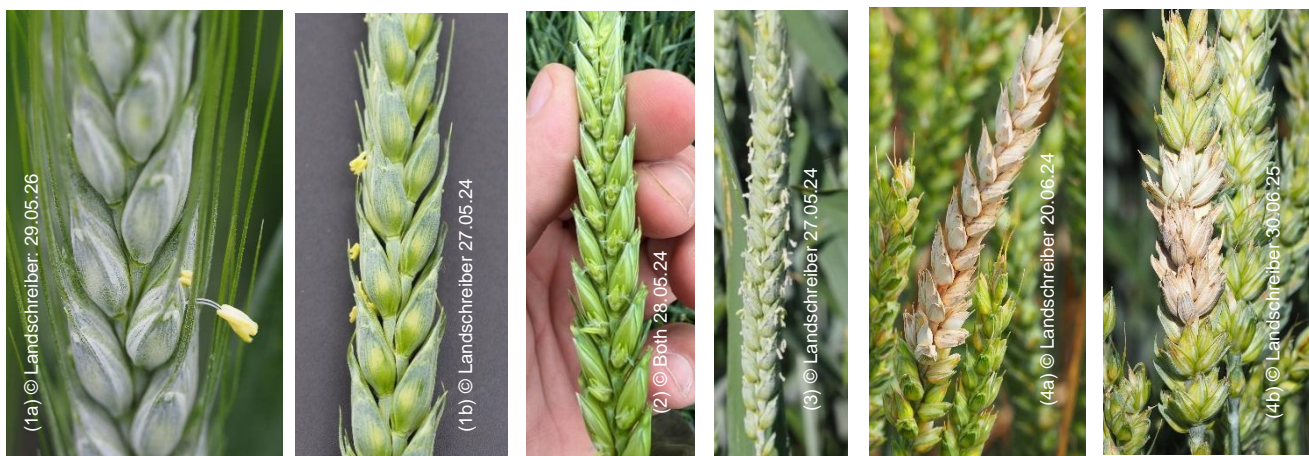 (1a) © Landschreiber: 29.05.26
(1b) © Landschreiber 27.05.24
(2) © Both 28.05.24
(3) © Landschreiber 27.05.24
(4a) © Landschreiber 20.06.24
(4b) © Landschreiber 30.06.25